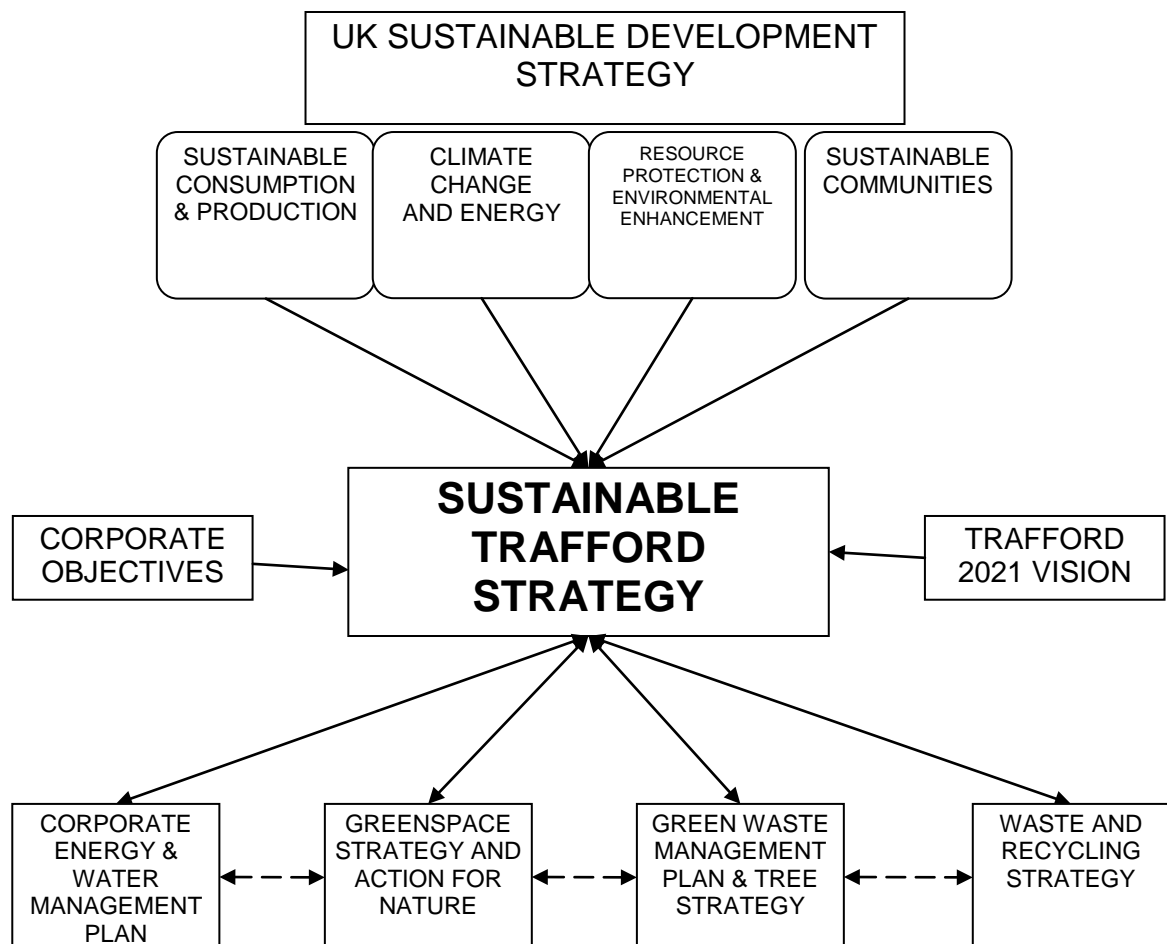 UK SUSTAINABLE DEVELOPMENT
STRATEGY
SUSTAINABLE
CONSUMPTION
& PRODUCTION
CLIMATE
CHANGE
AND ENERGY
RESOURCE
PROTECTION &
ENVIRONMENTAL
ENHANCEMENT
SUSTAINABLE
COMMUNITIES
CORPORATE
OBJECTIVES
SUSTAINABLE
TRAFFORD
STRATEGY
TRAFFORD
2021 VISION
CORPORATE
ENERGY &
WATER
MANAGEMENT
PLAN
GREENSPACE
STRATEGY AND
ACTION FOR
NATURE
GREEN WASTE
MANAGEMENT
PLAN & TREE
STRATEGY
WASTE AND
RECYCLING
STRATEGY